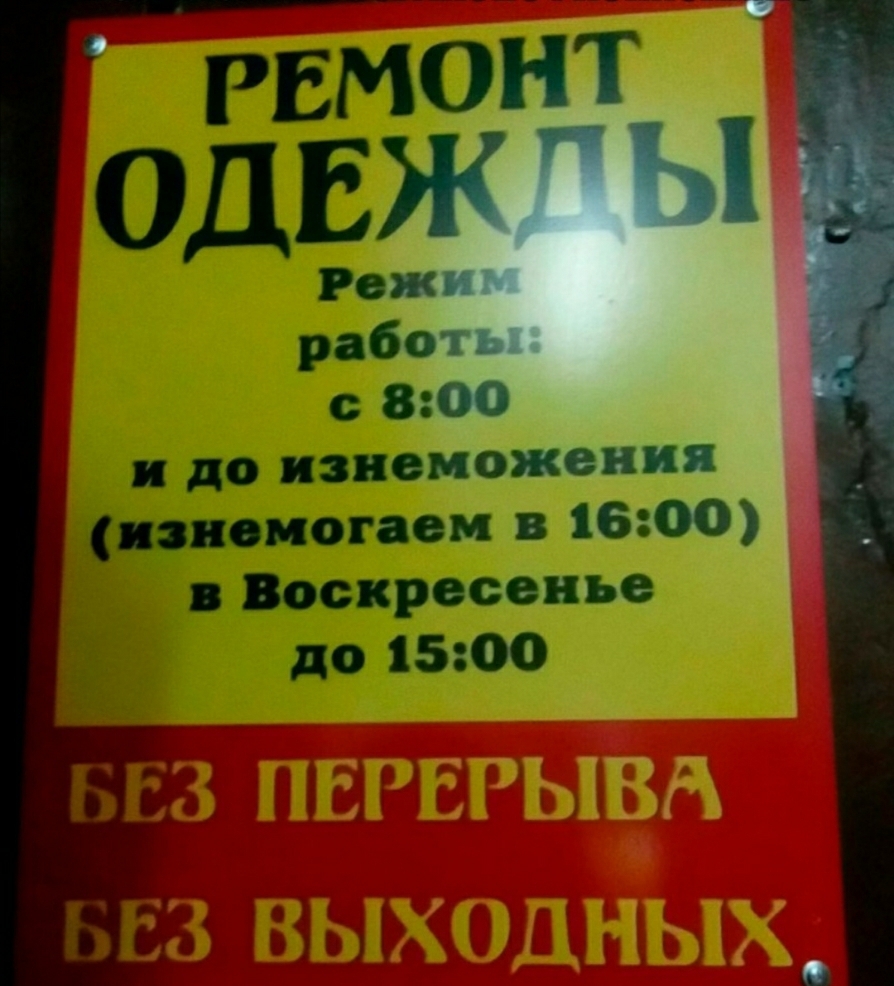 РЕМОНТ
ОДЕЖДЫ
Режим
работы:
с 8:00
и до изнеможения
(изнемогаем в 16:00)
в Воскресенье
до 15:00
БЕЗ ПЕРЕРЫВА
БЕЗ ВЫХОДНЫХ